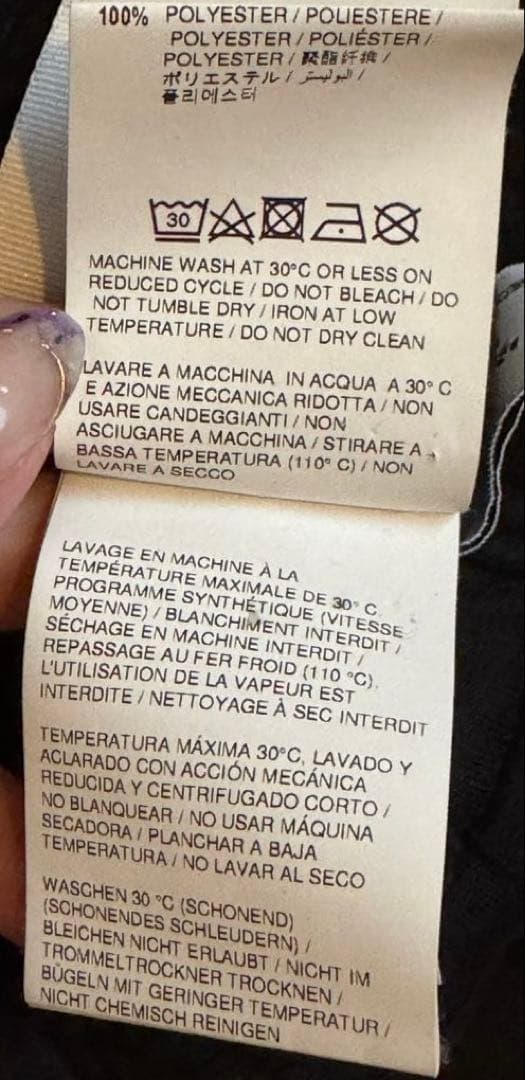 100% POLYESTER / POLIESTERE /
POLYESTER / POLIÉSTER /
POLYESTER / 聚酯纤维 /
ポリエステル / البوليستر /
폴리에스터
30
MACHINE WASH AT 30°C OR LESS ON
REDUCED CYCLE / DO NOT BLEACH / DO
NOT TUMBLE DRY / IRON AT LOW
TEMPERATURE / DO NOT DRY CLEAN
LAVARE A MACCHINA IN ACQUA A 30° C
E AZIONE MECCANICA RIDOTTA / NON
USARE CANDEGGIANTI / NON
ASCIUGARE A MACCHINA / STIRARE A
BASSA TEMPERATURA (110° C) / NON
LAVARE A SECCO
LAVAGE EN MACHINE À LA
TEMPÉRATURE MAXIMALE DE 30° C.
PROGRAMME SYNTHÉTIQUE (VITESSE
MOYENNE) / BLANCHIMENT INTERDIT /
SÉCHAGE EN MACHINE INTERDIT /
REPASSAGE AU FER FROID (110 °C).
L'UTILISATION DE LA VAPEUR EST
INTERDITE / NETTOYAGE À SEC INTERDIT
TEMPERATURA MÁXIMA 30°C, LAVADO Y
ACLARADO CON ACCIÓN MECÁNICA
REDUCIDA Y CENTRIFUGADO CORTO /
NO BLANQUEAR / NO USAR MÁQUINA
SECADORA / PLANCHAR A BAJA
TEMPERATURA / NO LAVAR AL SECO
WASCHEN 30 °C (SCHONEND)
(SCHONENDES SCHLEUDERN) /
BLEICHEN NICHT ERLAUBT / NICHT IM
TROMMELTROCKNER TROCKNEN /
BÜGELN MIT GERINGER TEMPERATUR /
NICHT CHEMISCH REINIGEN